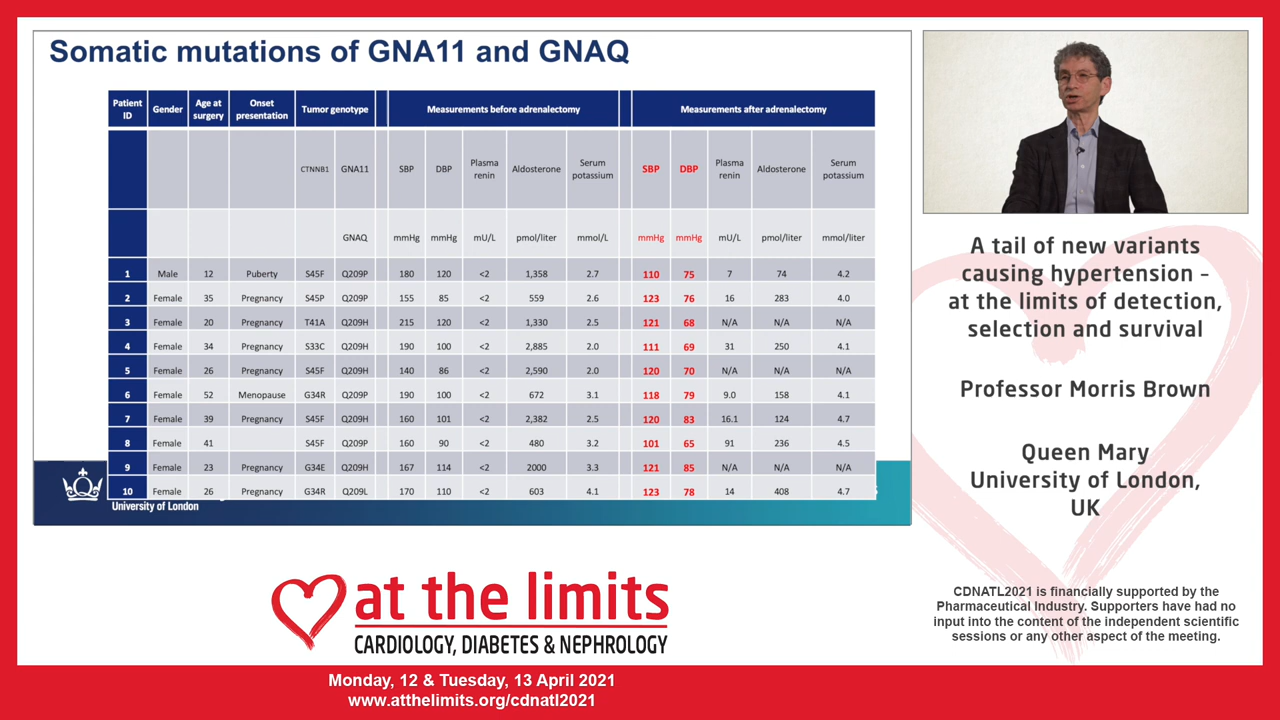 Somatic mutations of GNA11 and GNAQ
Patient ID Gender Age at surgery Onset presentation Tumor genotype Measurements before adrenalectomy Measurements after adrenalectomy
CTNNB1 GNA11 SBP DBP Plasma renin Aldosterone Serum potassium SBP DBP Plasma renin Aldosterone Serum potassium
GNAQ mmHg mmHg mU/L pmol/liter mmol/L mmHg mmHg mU/L pmol/liter mmol/liter
1 Male 12 Puberty S45F Q209P 180 120 <2 1,358 2.7 110 75 7 74 4.2
2 Female 35 Pregnancy S45P Q209P 155 85 <2 559 2.6 123 76 16 283 4.0
3 Female 20 Pregnancy T41A Q209H 215 120 <2 1,330 2.5 121 68 N/A N/A N/A
4 Female 34 Pregnancy S33C Q209H 190 100 <2 2,885 2.0 111 69 31 250 4.1
5 Female 26 Pregnancy S45F Q209H 140 86 <2 2,590 2.0 120 70 N/A N/A N/A
6 Female 52 Menopause G34R Q209P 190 100 <2 672 3.1 118 79 9.0 158 4.1
7 Female 39 Pregnancy S45F Q209H 160 101 <2 2,382 2.5 120 83 16.1 124 4.7
8 Female 41 S45F Q209P 160 90 <2 480 3.2 101 65 91 236 4.5
9 Female 23 Pregnancy G34E Q209H 167 114 <2 2000 3.3 121 85 N/A N/A N/A
10 Female 26 Pregnancy G34R Q209L 170 110 <2 603 4.1 123 78 14 408 4.7
University of London
A tail of new variants
causing hypertension –
at the limits of detection,
selection and survival
Professor Morris Brown
Queen Mary
University of London,
UK
CDNATL2021 is financially supported by the
Pharmaceutical Industry. Supporters have had no
input into the content of the independent scientific
sessions or any other aspect of the meeting.
at the limits
CARDIOLOGY, DIABETES & NEPHROLOGY
Monday, 12 & Tuesday, 13 April 2021
www.atthelimits.org/cdnatl2021